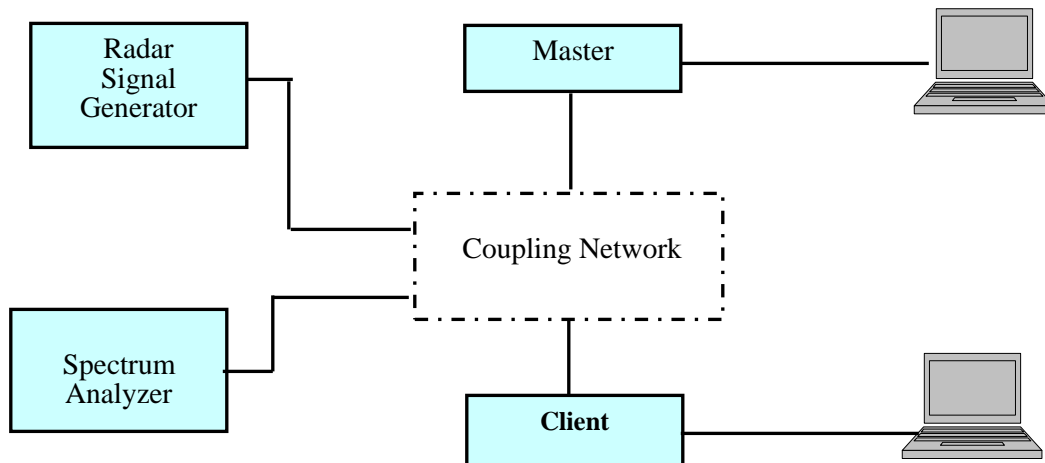 Radar
Signal
Generator
Master
Coupling Network
Spectrum
Analyzer
Client